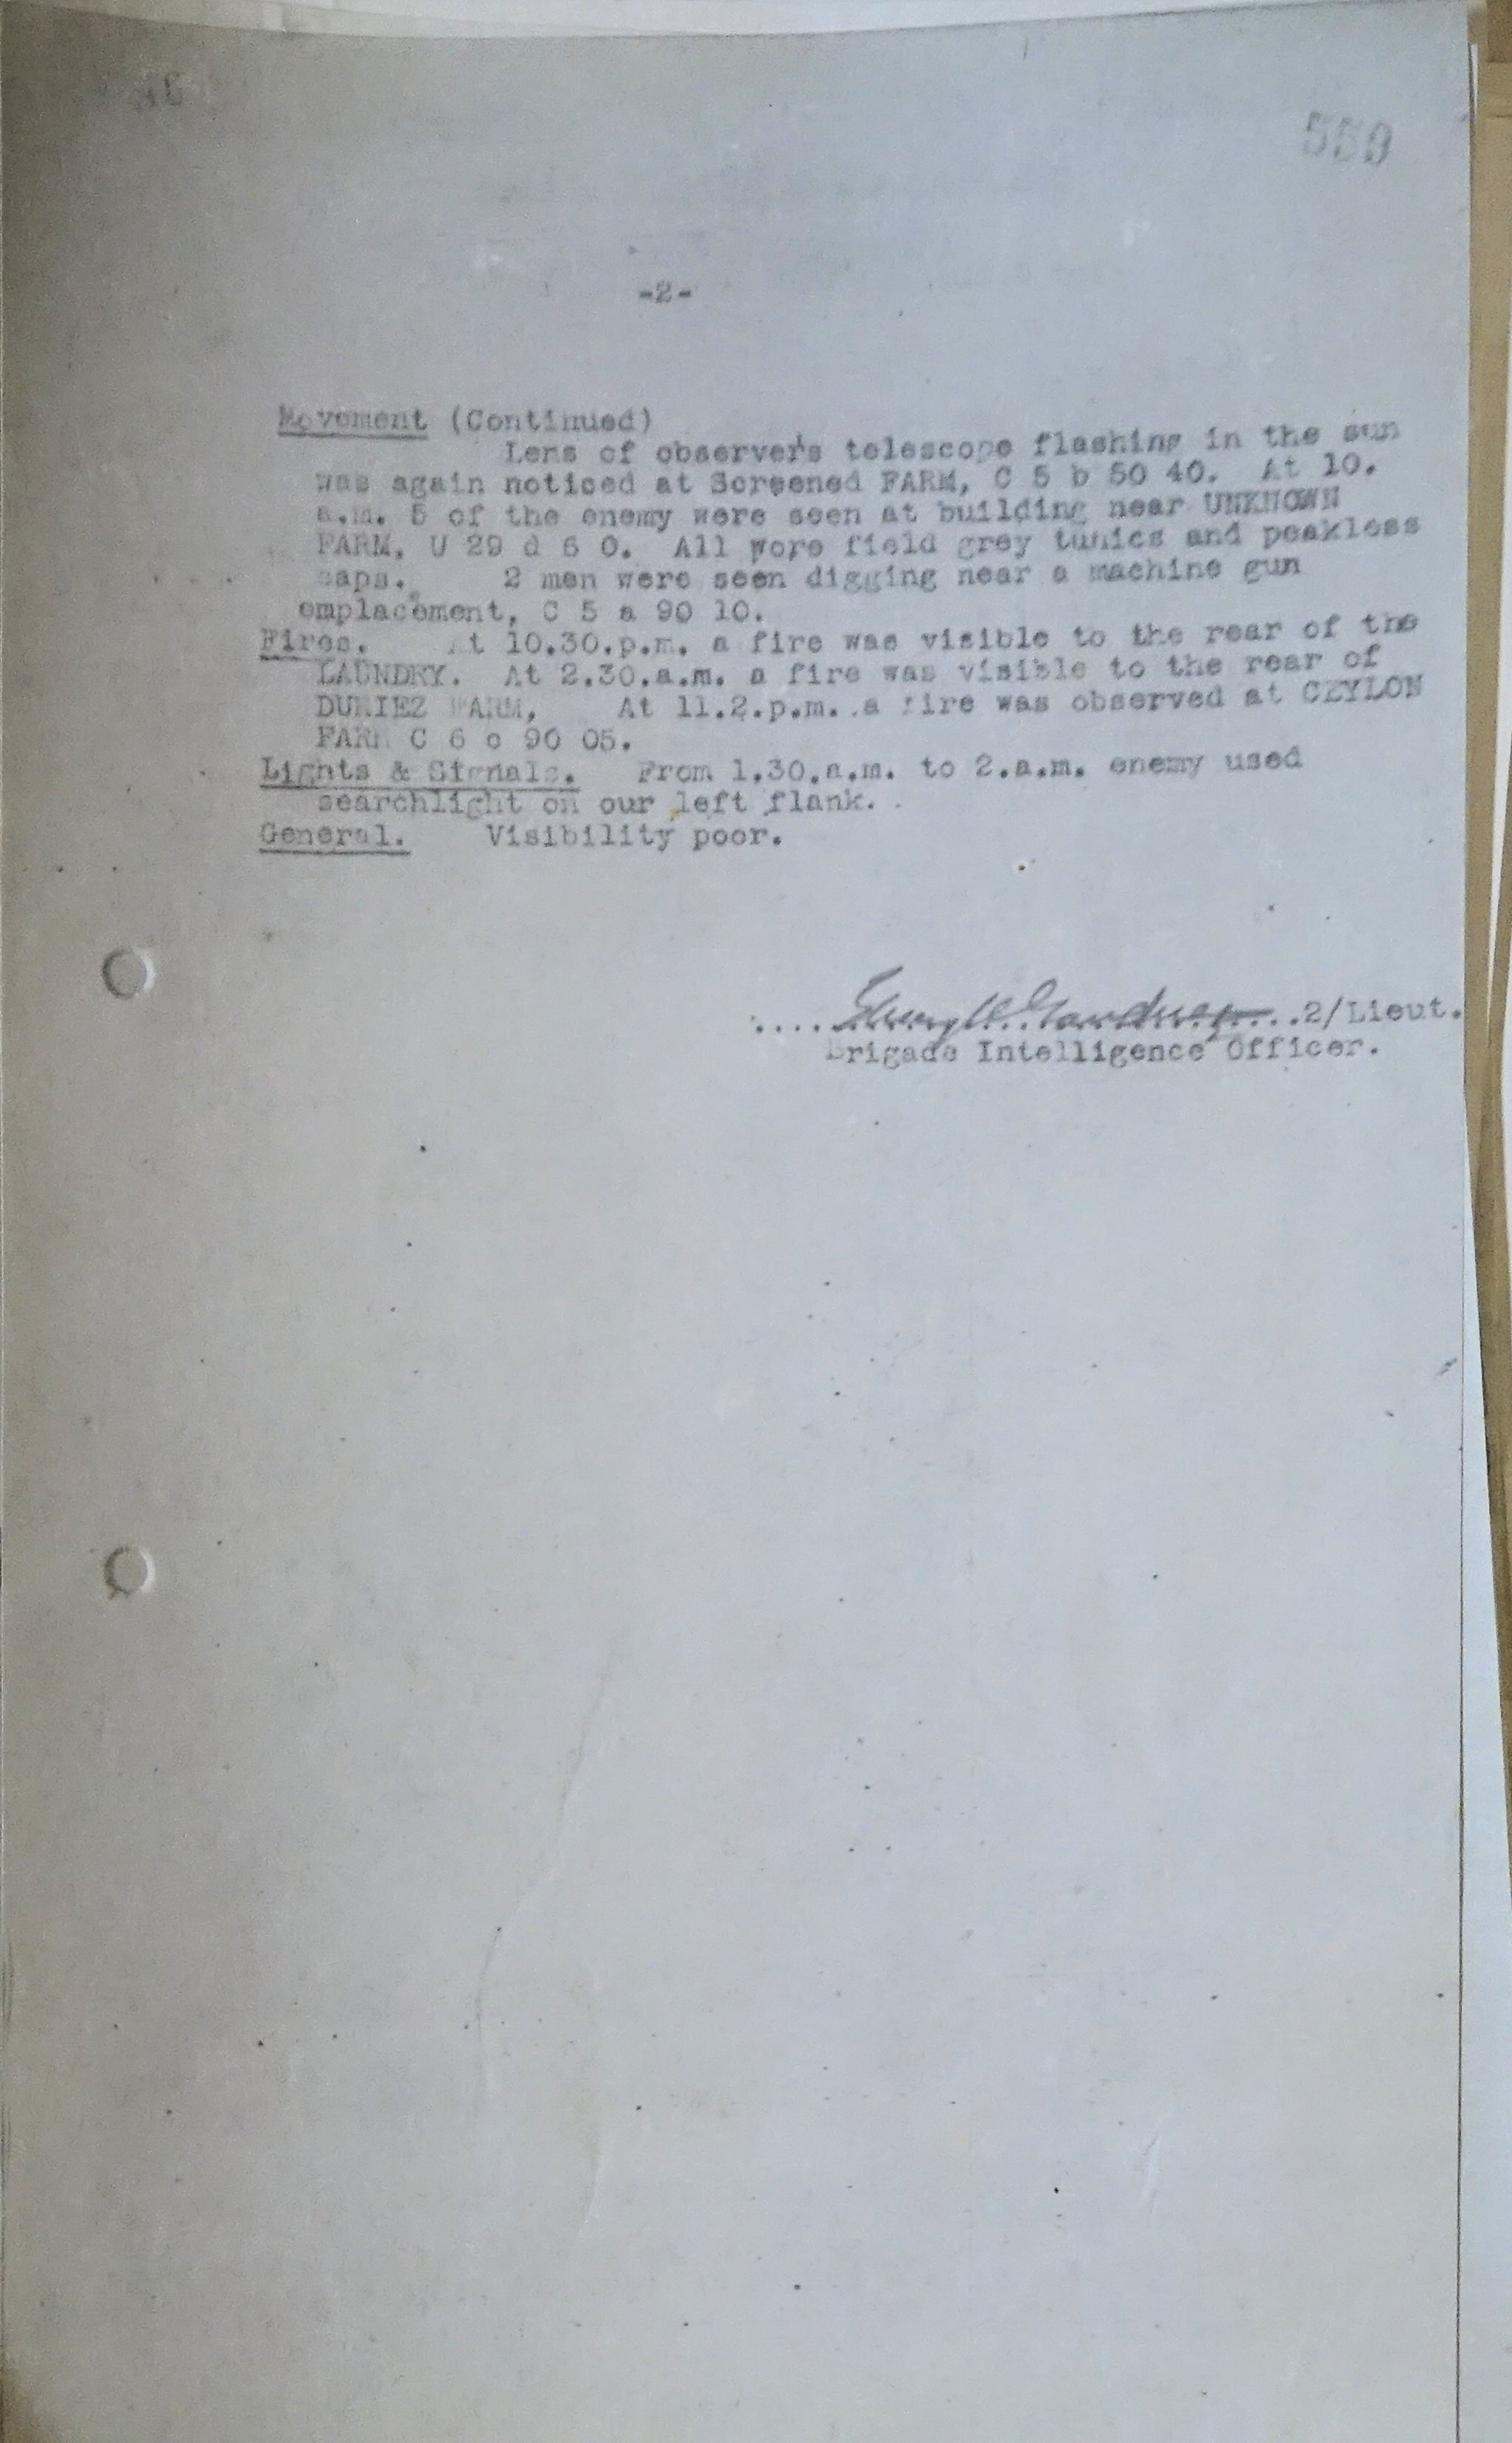 559
-2-
Movement (Continued)
Lens of observer's telescope flashing in the sun
was again noticed at Screened FARM, C 5 b 50 40. At 10.
a.m. 5 of the enemy were seen at building near UNKNOWN
FARM, U 29 d 6 0. All wore field grey tunics and peakless
caps. 2 men were seen digging near a machine gun
emplacement, C 5 a 90 10.
Fires. At 10.30.p.m. a fire was visible to the rear of the
LAUNDRY. At 2.30.a.m. a fire was visible to the rear of
DURIEZ FARM, At 11.2.p.m. a fire was observed at CEYLON
FARM C 6 c 90 05.
Lights & Signals. From 1.30.a.m. to 2.a.m. enemy used
searchlight on our left flank.
General. Visibility poor.
2/Lieut.
Brigade Intelligence Officer.